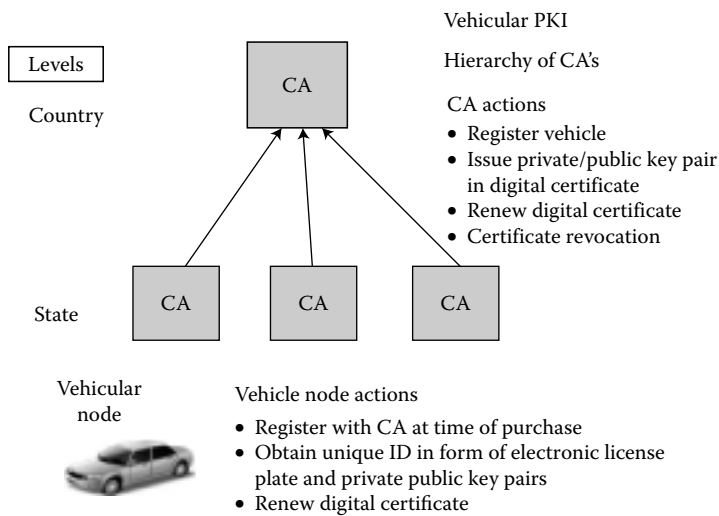 Vehicular PKI
Levels
Hierarchy of CA's
CA
Country
CA actions
• Register vehicle
• Issue private/public key pair
in digital certificate
• Renew digital certificate
• Certificate revocation
State
CA
CA
CA
Vehicular
node
Vehicle node actions
• Register with CA at time of purchase
• Obtain unique ID in form of electronic license
plate and private public key pairs
• Renew digital certificate